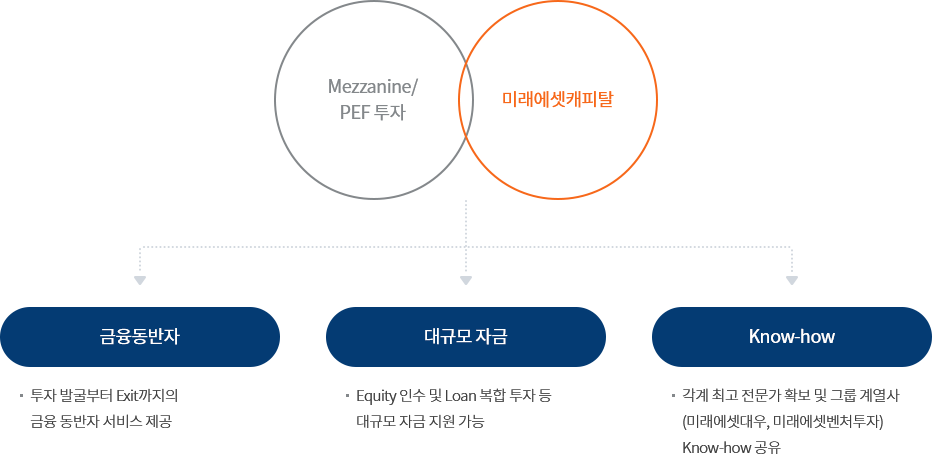 Mezzanine/
PEF 투자
미래에셋캐피탈
금융동반자
· 투자 발굴부터 Exit까지의
금융 동반자 서비스 제공
대규모 자금
· Equity 인수 및 Loan 복합 투자 등
대규모 자금 지원 가능
Know-how
· 각계 최고 전문가 확보 및 그룹 계열사
(미래에셋대우, 미래에셋벤처투자)
Know-how 공유